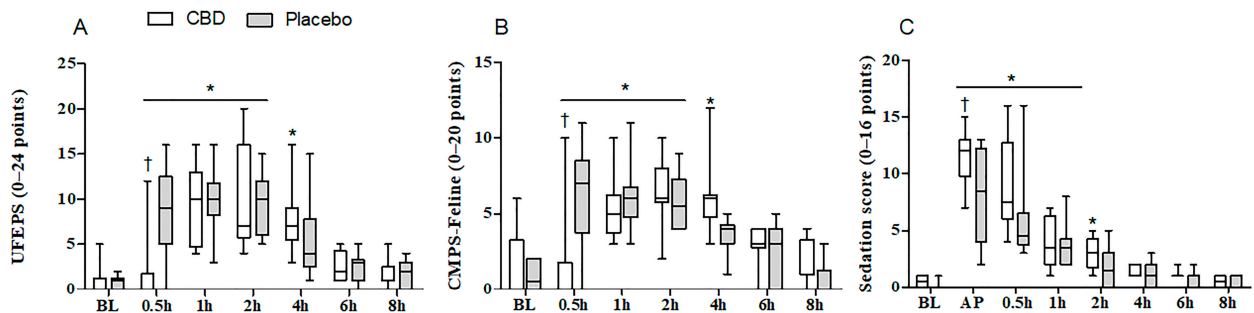 A
CBD
Placebo
B
C
UFEPS (0–24 points)
25
20
15
10
5
0
*
†
*
BL 0.5h 1h 2h 4h 6h 8h
CMPS-Feline (0–20 points)
15
10
5
0
*
†
*
BL 0.5h 1h 2h 4h 6h 8h
Sedation score (0–16 points)
20
15
10
5
0
*
†
*
BL AP 0.5h 1h 2h 4h 6h 8h